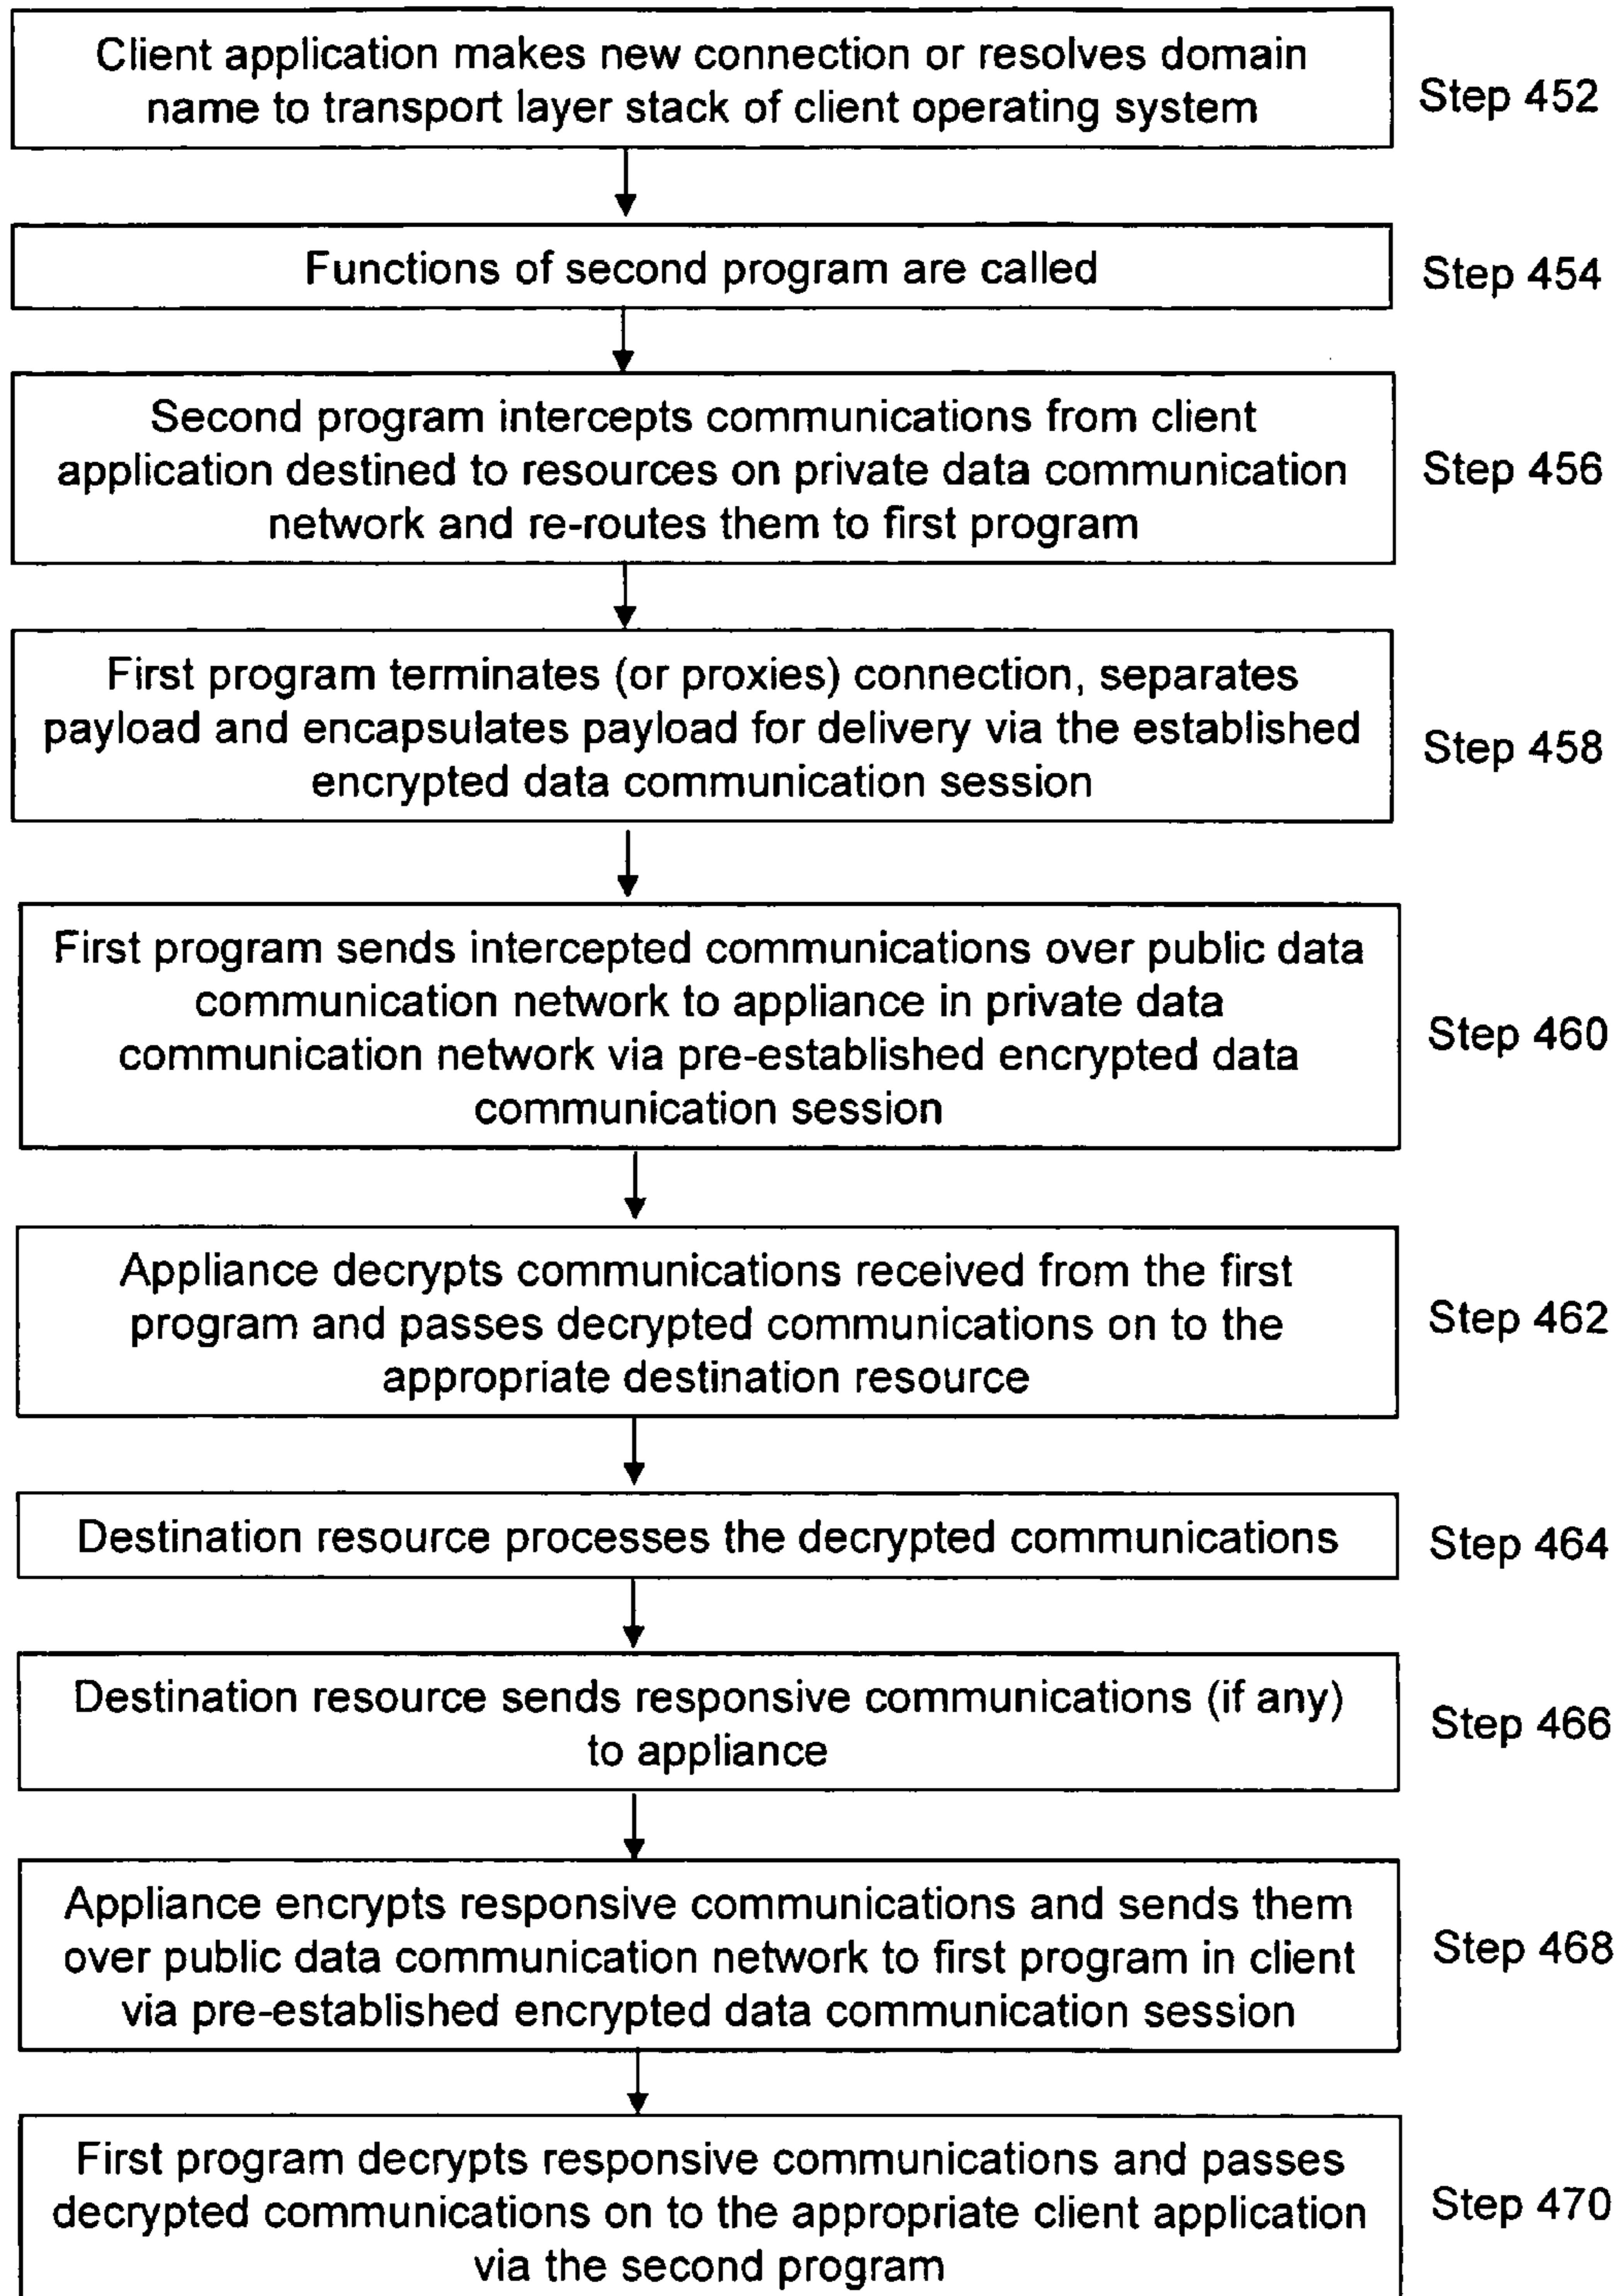 Client application makes new connection or resolves domain
name to transport layer stack of client operating system
Step 452
Functions of second program are called
Step 454
Second program intercepts communications from client
application destined to resources on private data communication
network and re-routes them to first program
Step 456
First program terminates (or proxies) connection, separates
payload and encapsulates payload for delivery via the established
encrypted data communication session
Step 458
First program sends intercepted communications over public data
communication network to appliance in private data
communication network via pre-established encrypted data
communication session
Step 460
Appliance decrypts communications received from the first
program and passes decrypted communications on to the
appropriate destination resource
Step 462
Destination resource processes the decrypted communications
Step 464
Destination resource sends responsive communications (if any)
to appliance
Step 466
Appliance encrypts responsive communications and sends them
over public data communication network to first program in client
via pre-established encrypted data communication session
Step 468
First program decrypts responsive communications and passes
decrypted communications on to the appropriate client application
via the second program
Step 470